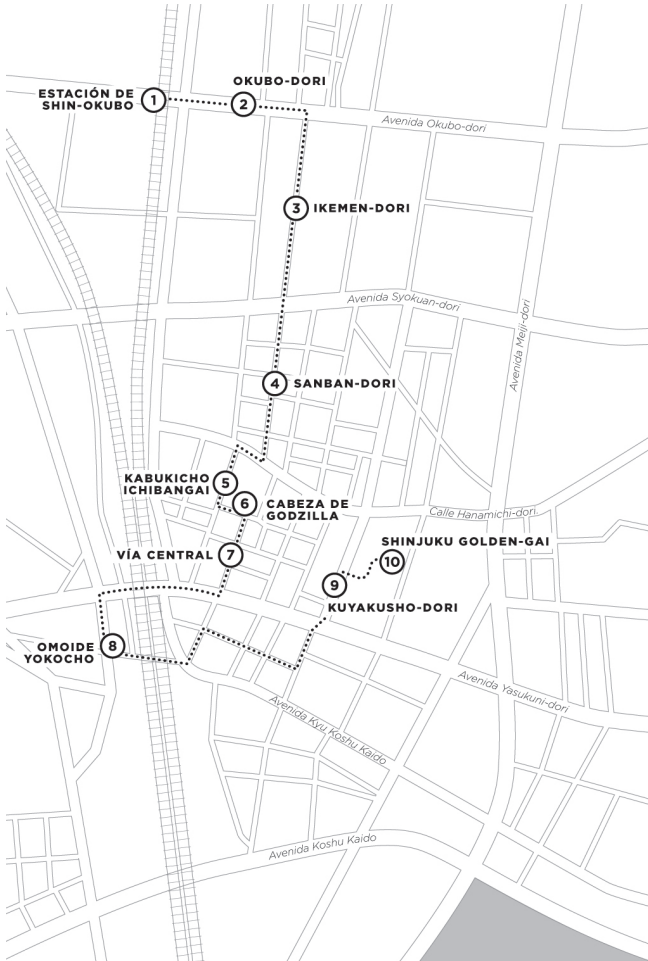 OKUBO-DORI
ESTACIÓN DE
SHIN-OKUBO
1
2
Avenida Okubo-dori
3
IKEMEN-DORI
Avenida Syokuan-dori
Avenida Meiji-dori
4
SANBAN-DORI
KABUKICHO
ICHIBANGAI
5
6
CABEZA DE
GODZILLA
Calle Hanamichi-dori
VÍA CENTRAL
7
SHINJUKU GOLDEN-GAI
10
9
KUYAKUSHO-DORI
OMOIDE
YOKOCHO
8
Avenida Yasukuni-dori
Avenida Kyu Koshu Kaido
Avenida Koshu Kaido